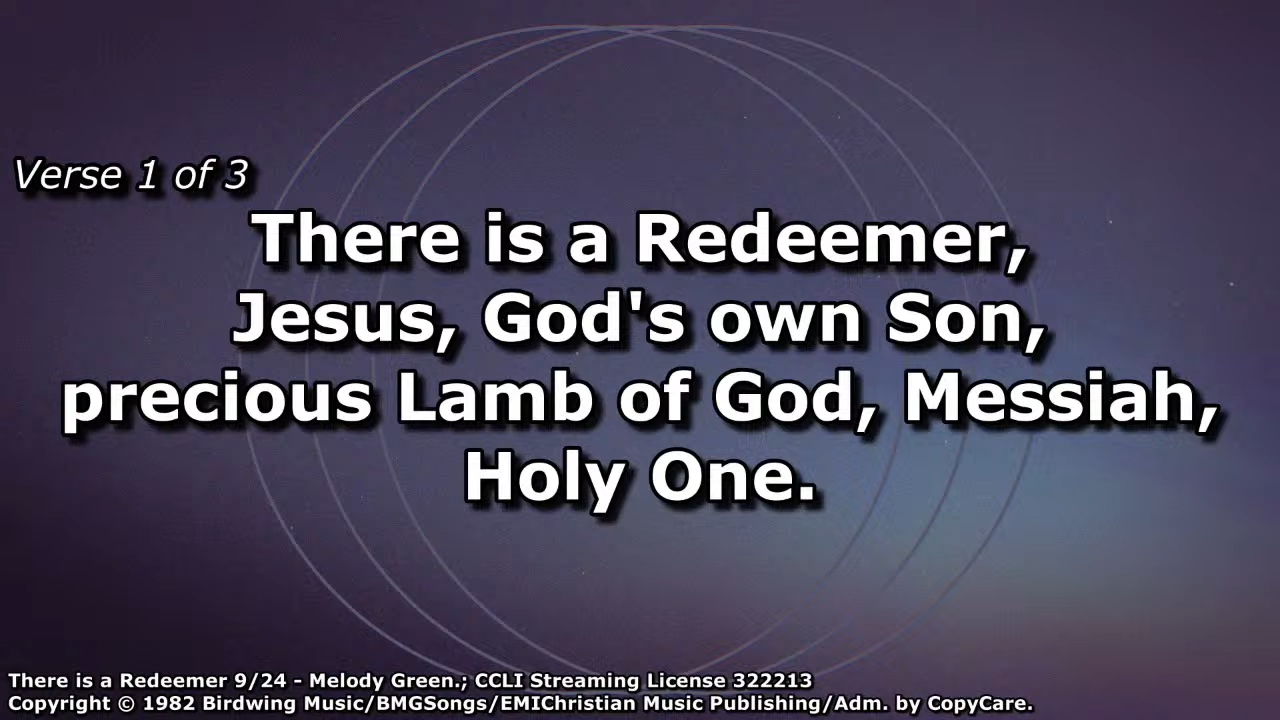 Verse 1 of 3
There is a Redeemer,
Jesus, God's own Son,
precious Lamb of God, Messiah,
Holy One.
There is a Redeemer 9/24 - Melody Green.; CCLI Streaming License 322213
Copyright © 1982 Birdwing Music/BMGSongs/EMIChristian Music Publishing/Adm. by CopyCare.